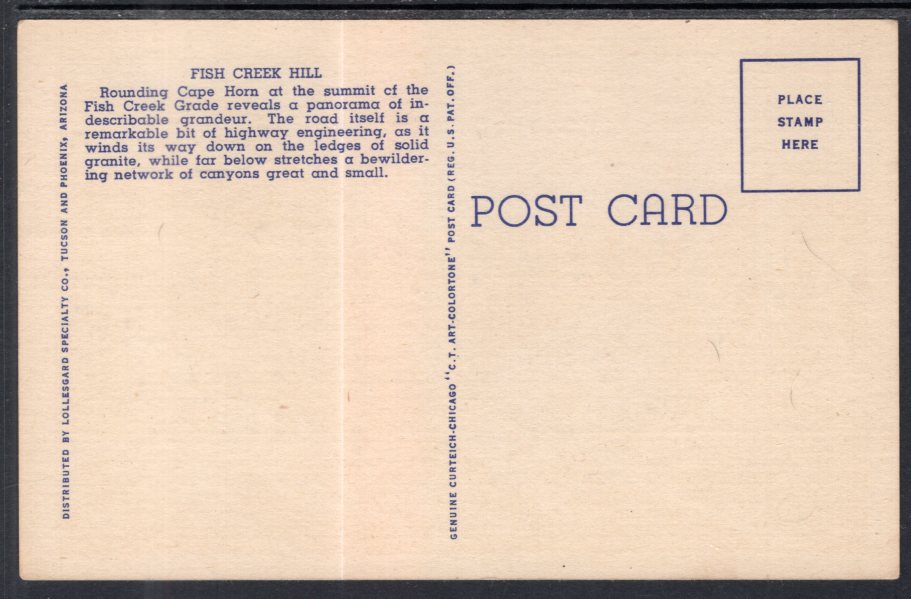 FISH CREEK HILL
Rounding Cape Horn at the summit cf the
Fish Creek Grade reveals a panorama of in-
describable grandeur. The road itself is a
remarkable bit of highway engineering, as it
winds its way down on the ledges of solid
granite, while far below stretches a bewilder-
ing network of canyons great and small.
DISTRIBUTED BY LOLLESGARD SPECIALTY CO., TUCSON AND PHOENIX, ARIZONA
GENUINE CURTEICH-CHICAGO "C.T. ART-COLORTONE" POST CARD (REG. U.S. PAT. OFF.)
POST CARD
PLACE
STAMP
HERE